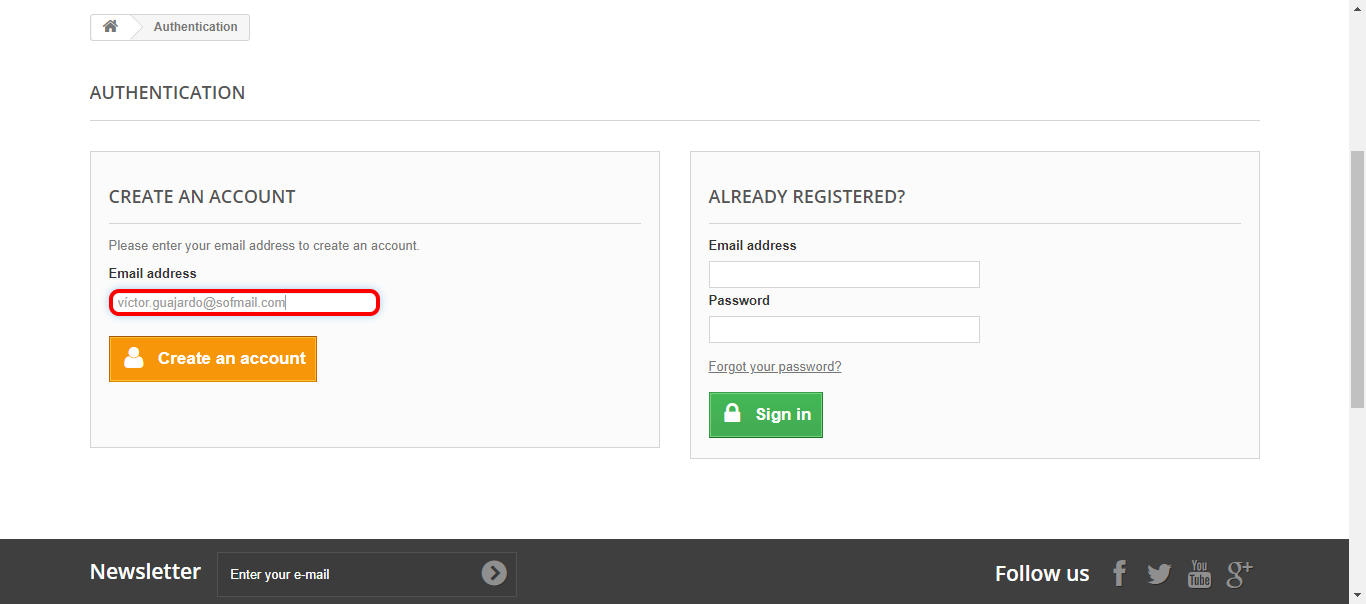 Authentication
AUTHENTICATION
CREATE AN ACCOUNT
Please enter your email address to create an account.
Email address
víctor.guajardo@sofmail.com
Create an account
ALREADY REGISTERED?
Email address
Password
Forgot your password?
Sign in
Newsletter
Enter your e-mail
Follow us
You
Tube
g+